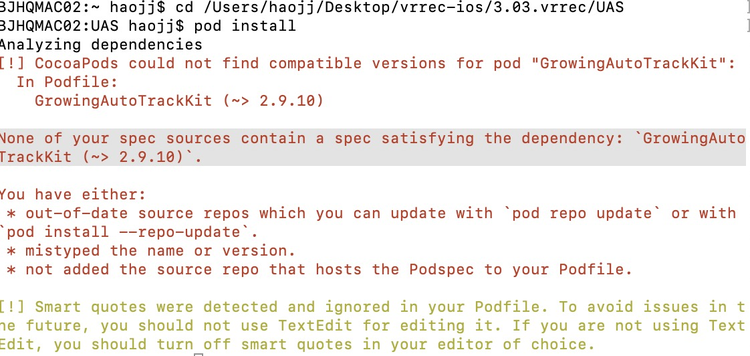 BJHQMAC02:~ haojj$ cd /Users/haojj/Desktop/vrrec-ios/3.03.vrrec/UAS
BJHQMAC02:UAS haojj$ pod install
Analyzing dependencies
[!] CocoaPods could not find compatible versions for pod "GrowingAutoTrackKit":
In Podfile:
GrowingAutoTrackKit (~> 2.9.10)
None of your spec sources contain a spec satisfying the dependency: `GrowingAuto
TrackKit (~> 2.9.10)`.
You have either:
* out-of-date source repos which you can update with `pod repo update` or with
`pod install --repo-update`.
* mistyped the name or version.
* not added the source repo that hosts the Podspec to your Podfile.
[!] Smart quotes were detected and ignored in your Podfile. To avoid issues in t
he future, you should not use TextEdit for editing it. If you are not using Text
Edit, you should turn off smart quotes in your editor of choice.